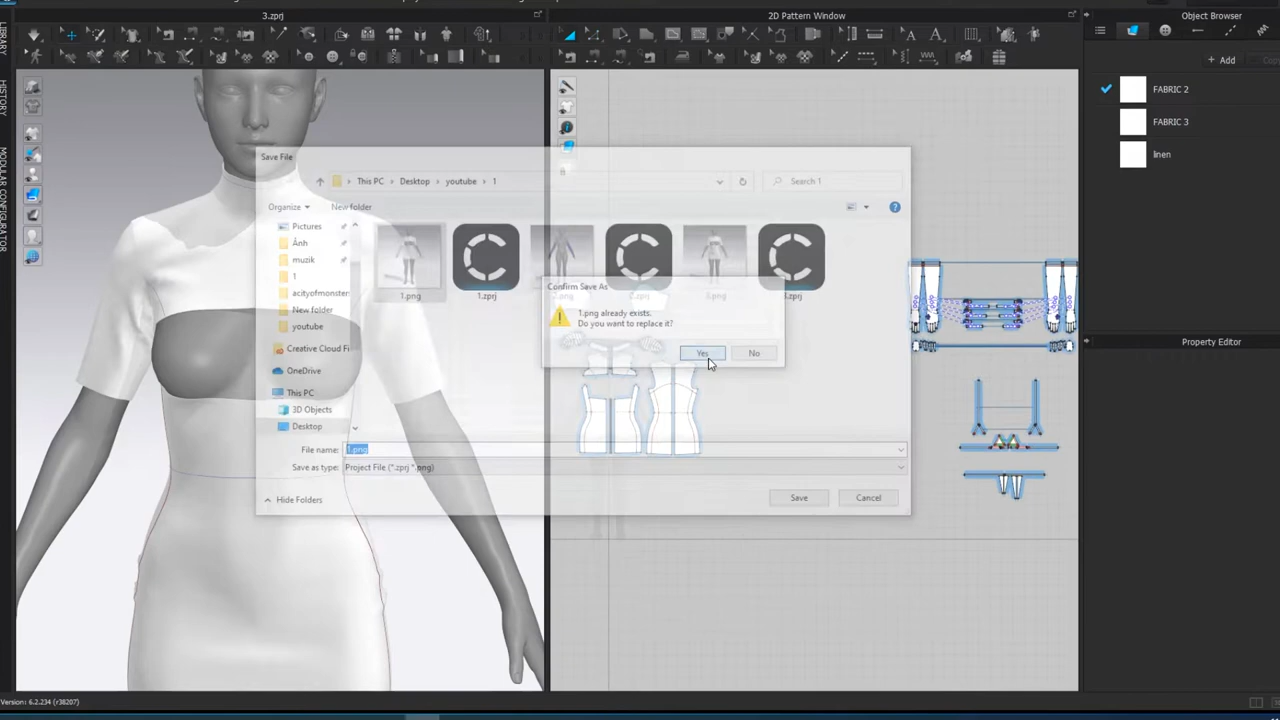 3.zprj
2D Pattern Window
Object Browser
LIBRARY
HISTORY
MODULAR CONFIGURATOR
+ Add
FABRIC 2
FABRIC 3
linen
Property Editor
Save File
This PC > Desktop > youtube > 1
Search 1
Organize
New folder
Pictures
Ảnh
muzik
1
acityofmonster
New folder
youtube
Creative Cloud Fi
OneDrive
This PC
3D Objects
Desktop
1.png
1.zprj
Confirm Save As
1.png already exists.
Do you want to replace it?
Yes
No
File name:
1.png
Save as type:
Project File (*.zprj *.png)
Hide Folders
Save
Cancel
Version: 6.2.234 (r38207)